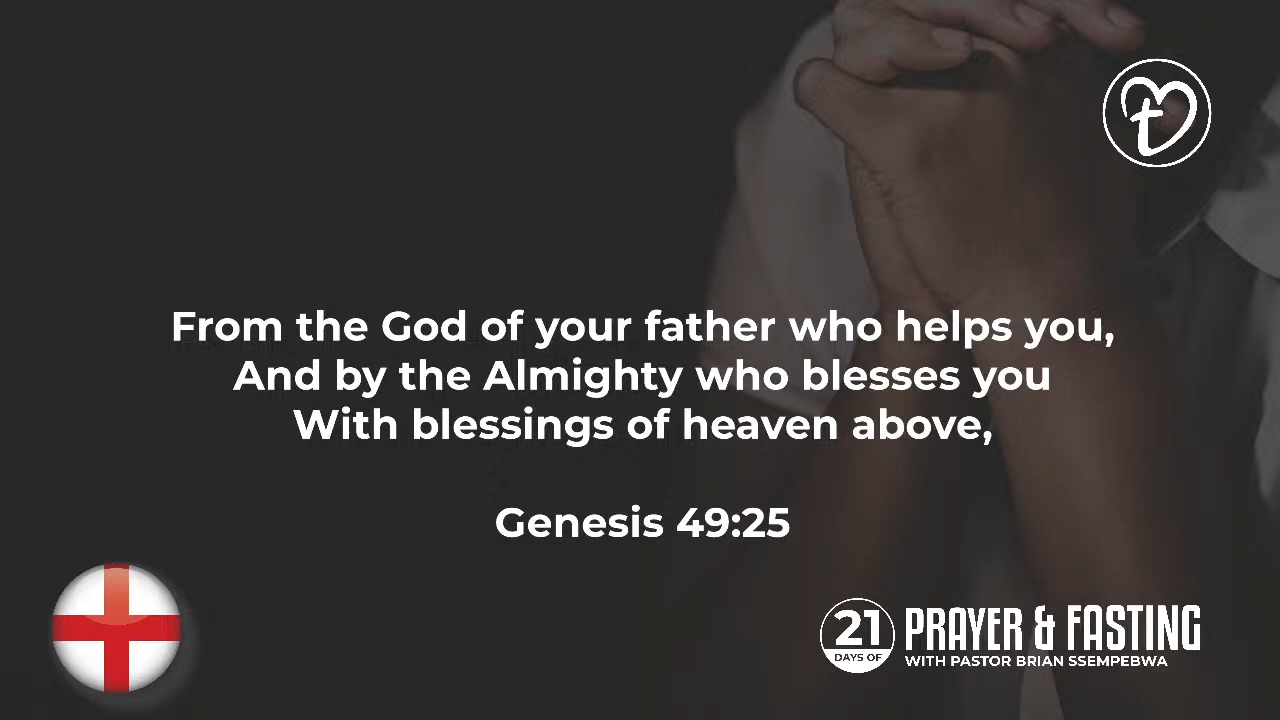 From the God of your father who helps you,
And by the Almighty who blesses you
With blessings of heaven above,
Genesis 49:25
21
DAYS OF
PRAYER & FASTING
WITH PASTOR BRIAN SSEMPEBWA